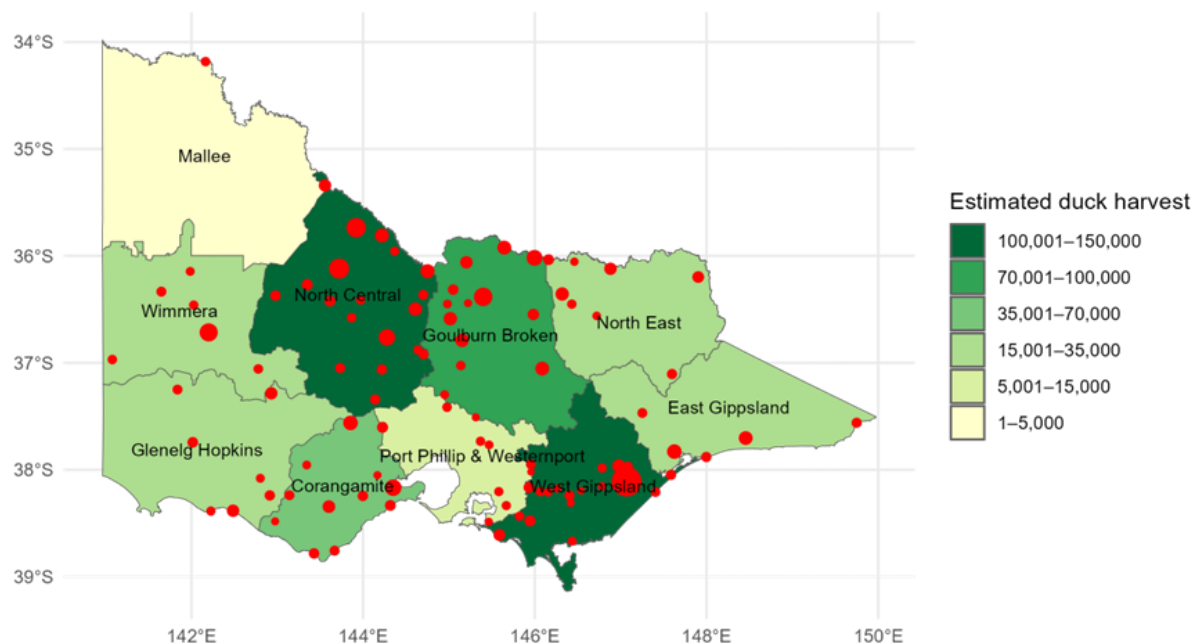 34°S
35°S
36°S
37°S
38°S
39°S
142°E
144°E
146°E
148°E
150°E
Mallee
Wimmera
North Central
Goulburn Broken
North East
East Gippsland
Glenelg Hopkins
Corangamite
Port Phillip & Westernport
West Gippsland
Estimated duck harvest
100,001–150,000
70,001–100,000
35,001–70,000
15,001–35,000
5,001–15,000
1–5,000